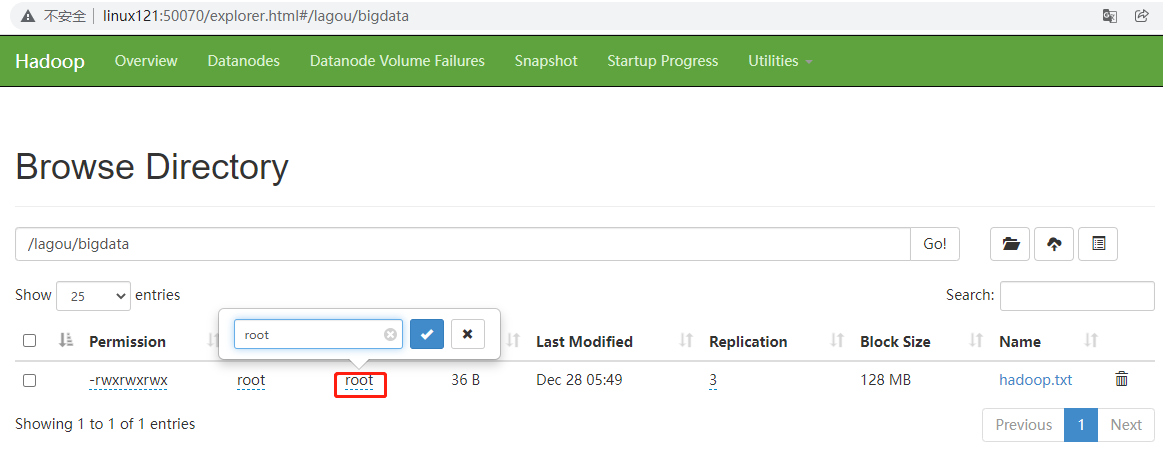 不安全 linux121:50070/explorer.html#/lagou/bigdata
Hadoop Overview Datanodes Datanode Volume Failures Snapshot Startup Progress Utilities
Browse Directory
/lagou/bigdata Go!
Show 25 entries Search:
root
Permission Last Modified Replication Block Size Name
-rwxrwxrwx root root 36 B Dec 28 05:49 3 128 MB hadoop.txt
Showing 1 to 1 of 1 entries Previous 1 Next